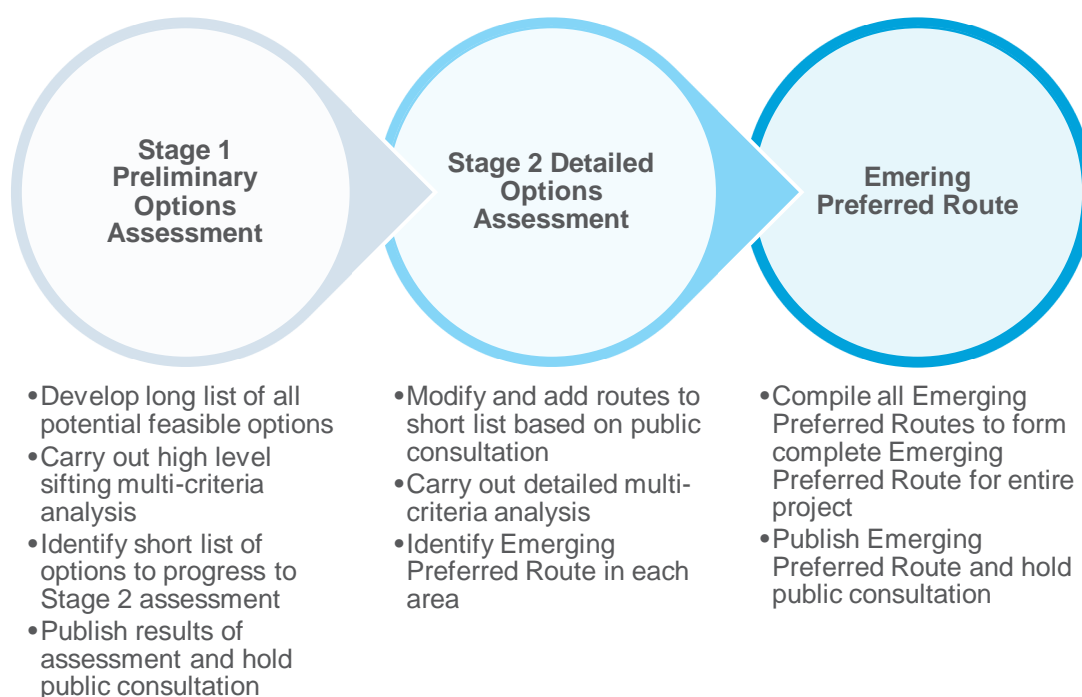 Stage 1
Preliminary
Options
Assessment
•Develop long list of all
potential feasible options
•Carry out high level
sifting multi-criteria
analysis
•Identify short list of
options to progress to
Stage 2 assessment
•Publish results of
assessment and hold
public consultation
Stage 2 Detailed
Options
Assessment
•Modify and add routes to
short list based on public
consultation
•Carry out detailed multi-
criteria analysis
•Identify Emerging
Preferred Route in each
area
Emering
Preferred Route
•Compile all Emerging
Preferred Routes to form
complete Emerging
Preferred Route for entire
project
•Publish Emerging
Preferred Route and hold
public consultation